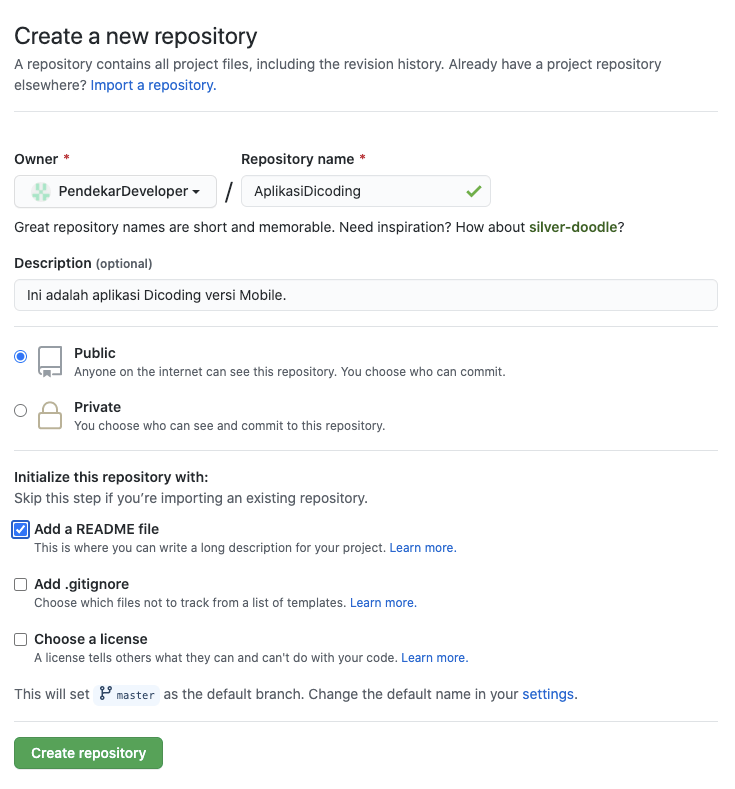 Create a new repository
A repository contains all project files, including the revision history. Already have a project repository
elsewhere? Import a repository.
Owner * Repository name *
PendekarDeveloper / AplikasiDicoding
Great repository names are short and memorable. Need inspiration? How about silver-doodle?
Description (optional)
Ini adalah aplikasi Dicoding versi Mobile.
Public
Anyone on the internet can see this repository. You choose who can commit.
Private
You choose who can see and commit to this repository.
Initialize this repository with:
Skip this step if you’re importing an existing repository.
Add a README file
This is where you can write a long description for your project. Learn more.
Add .gitignore
Choose which files not to track from a list of templates. Learn more.
Choose a license
A license tells others what they can and can't do with your code. Learn more.
This will set master as the default branch. Change the default name in your settings.
Create repository